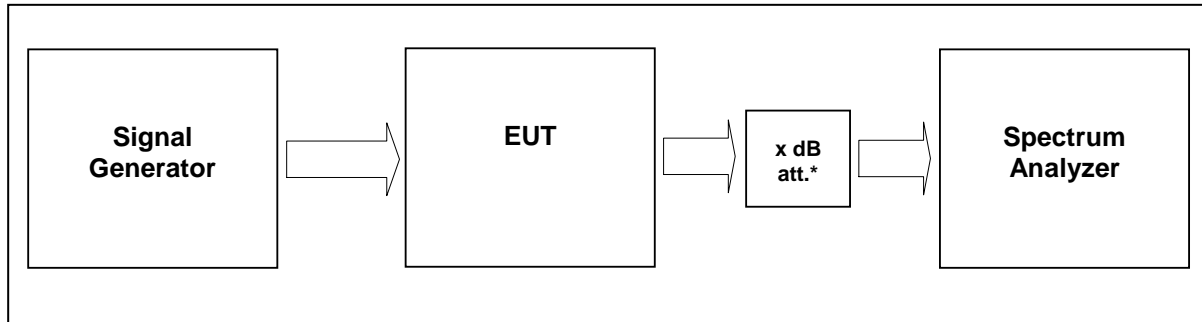 Signal
Generator
EUT
x dB
att.*
Spectrum
Analyzer